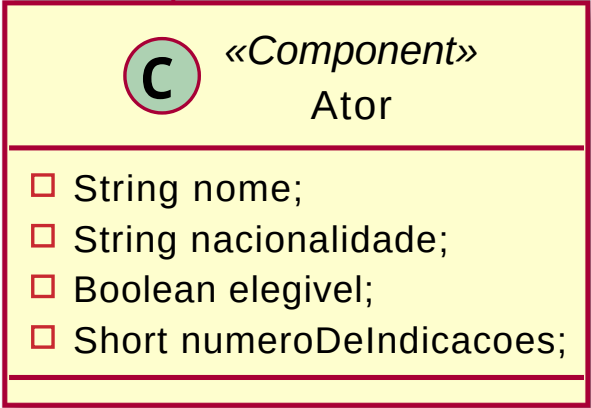 C
«Component»
Ator
String nome;
String nacionalidade;
Boolean elegivel;
Short numeroDeIndicacoes;